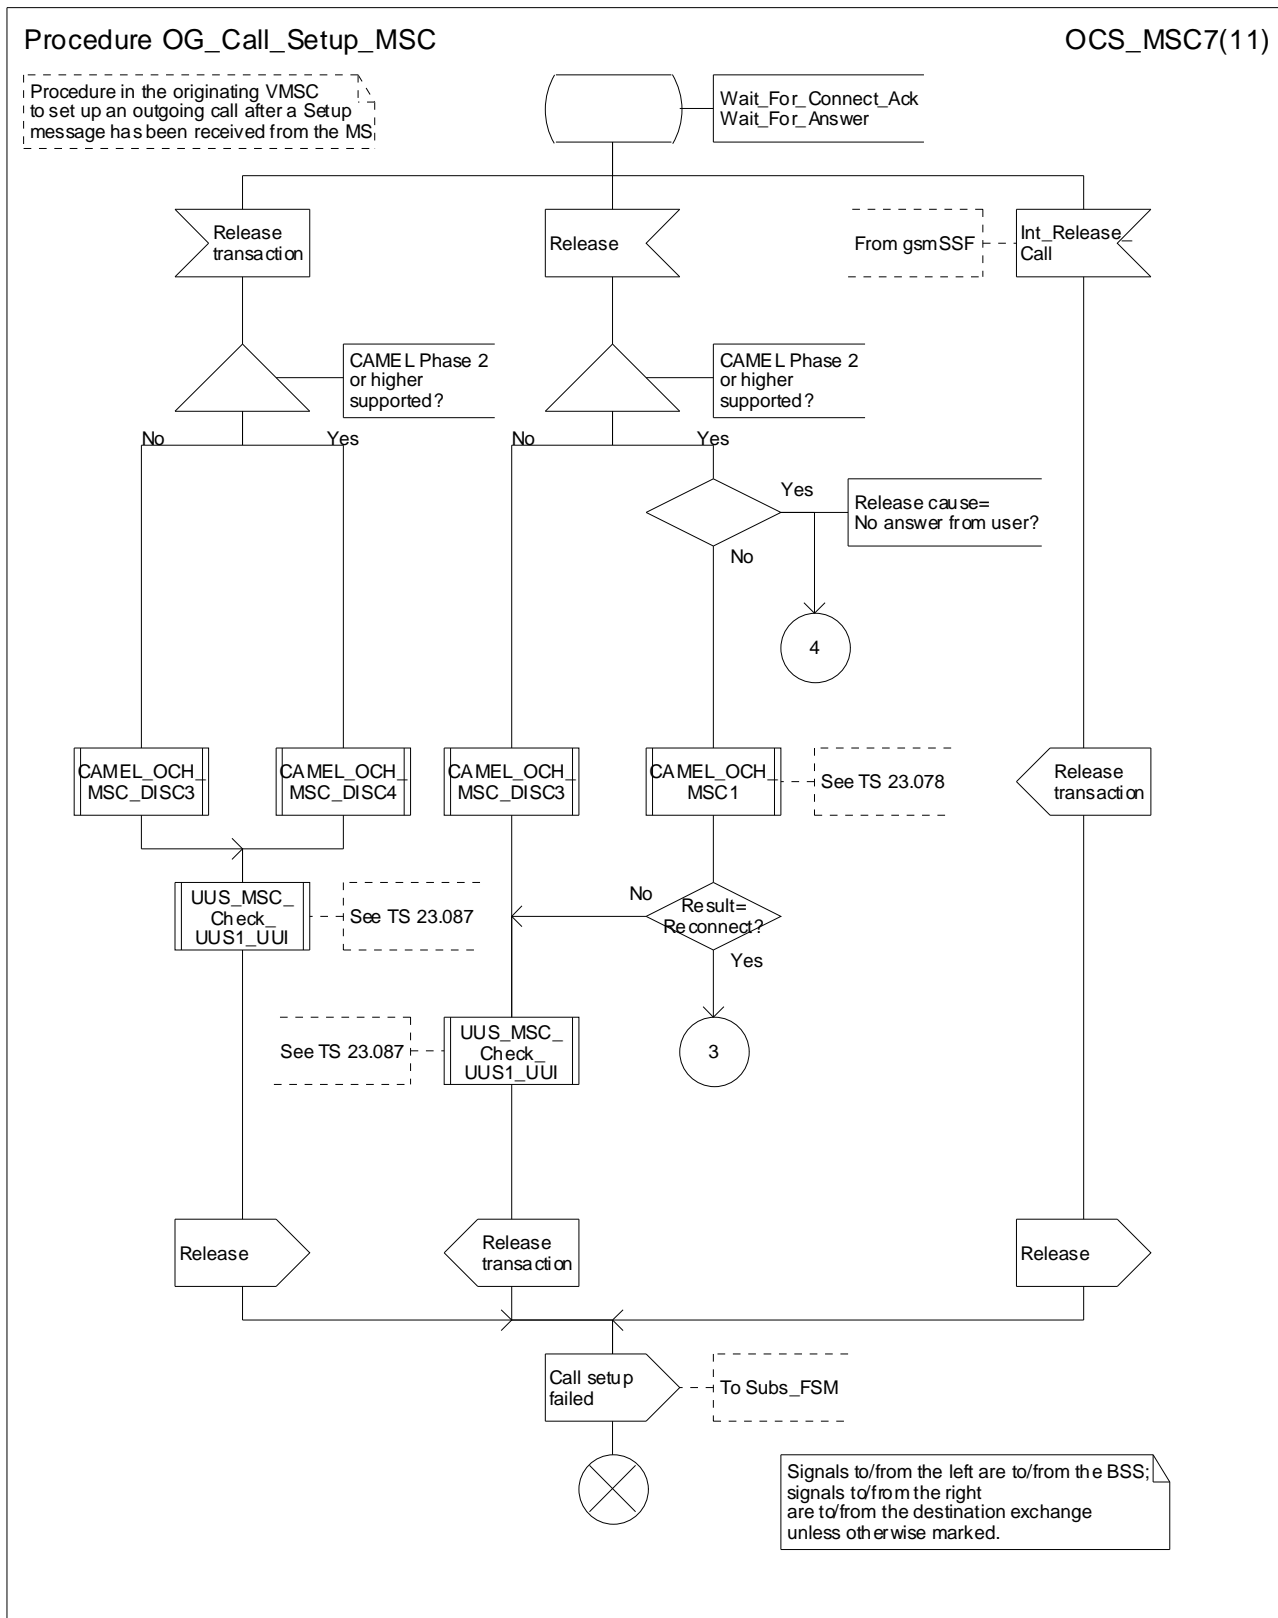 Procedure OG_Call_Setup_MSC
OCS_MSC7(11)
Procedure in the originating VMSC
to set up an outgoing call after a Setup
message has been received from the MS
Wait_For_Connect_Ack
Wait_For_Answer
Release
transaction
Release
From gsmSSF
Int_Release_
Call
CAMEL Phase 2
or higher
supported?
CAMEL Phase 2
or higher
supported?
No
Yes
No
Yes
Yes
Release cause=
No answer from user?
No
4
CAMEL_OCH_
MSC_DISC3
CAMEL_OCH_
MSC_DISC4
CAMEL_OCH_
MSC_DISC3
CAMEL_OCH_
MSC1
See TS 23.078
Release
transaction
UUS_MSC_
Check_
UUS1_UUI
See TS 23.087
No
Result=
Reconnect?
Yes
See TS 23.087
UUS_MSC_
Check_
UUS1_UUI
3
Release
Release
transaction
Release
Call setup
failed
To Subs_FSM
Signals to/from the left are to/from the BSS;
signals to/from the right
are to/from the destination exchange
unless otherwise marked.